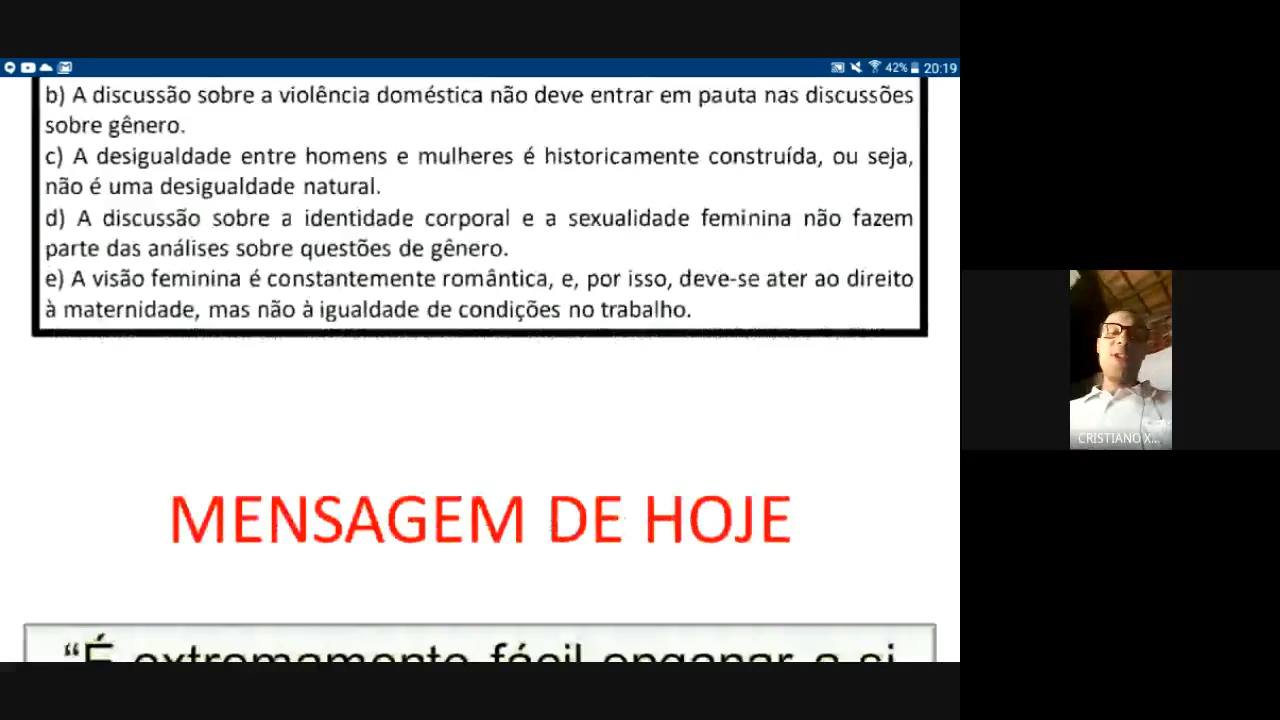 42% 20:19
b) A discussão sobre a violência doméstica não deve entrar em pauta nas discussões
sobre gênero.
c) A desigualdade entre homens e mulheres é historicamente construída, ou seja,
não é uma desigualdade natural.
d) A discussão sobre a identidade corporal e a sexualidade feminina não fazem
parte das análises sobre questões de gênero.
e) A visão feminina é constantemente romântica, e, por isso, deve-se ater ao direito
à maternidade, mas não à igualdade de condições no trabalho.
MENSAGEM DE HOJE
“É extremamente fácil enganar a si
CRISTIANO X...